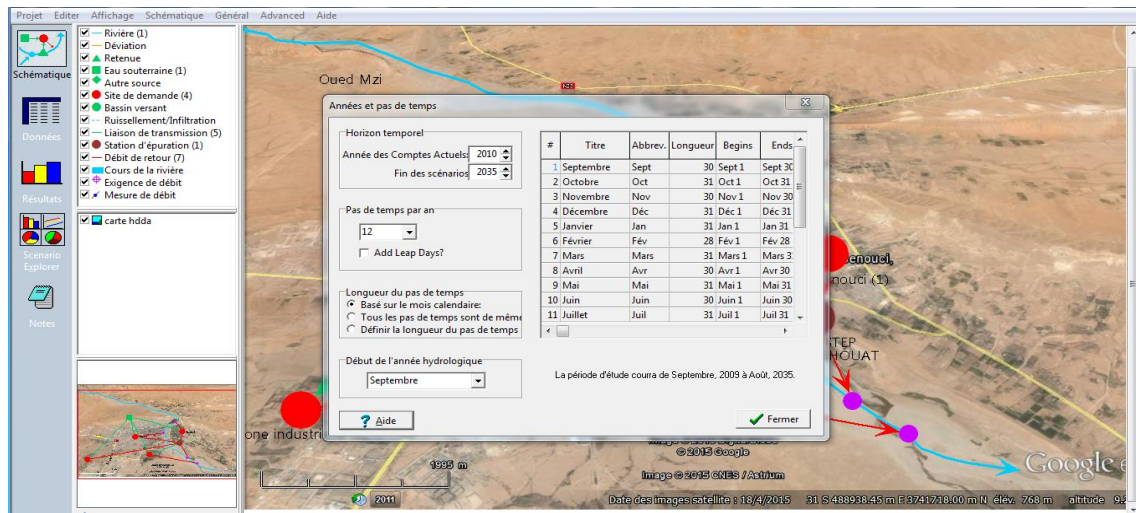 Projet Editer Affichage Schématique Général Advanced Aide
Schématique
Données
Résultats
Scenario
Explorer
Notes
Rivière (1)
Déviation
Retenue
Eau souterraine (1)
Autre source
Site de demande (4)
Bassin versant
Ruissellement/Infiltration
Liaison de transmission (5)
Station d'épuration (1)
Débit de retour (7)
Cours de la rivière
Exigence de débit
Mesure de débit
carte hdda
Oued Mzi
Années et pas de temps
Horizon temporel
Année des Comptes Actuels: 2010
Fin des scénarios 2035
Pas de temps par an
12
Add Leap Days?
Longueur du pas de temps
Basé sur le mois calendaire:
Tous les pas de temps sont de même
Définir la longueur du pas de temps
Début de l'année hydrologique
Septembre
Aide
# Titre Abbrev. Longueur Begins Ends
1 Septembre Sept 30 Sept 1 Sept 30
2 Octobre Oct 31 Oct 1 Oct 31
3 Novembre Nov 30 Nov 1 Nov 30
4 Décembre Déc 31 Déc 1 Déc 31
5 Janvier Jan 31 Jan 1 Jan 31
6 Février Fév 28 Fév 1 Fév 28
7 Mars Mars 31 Mars 1 Mars 3
8 Avril Avr 30 Avr 1 Avr 30
9 Mai Mai 31 Mai 1 Mai 31
10 Juin Juin 30 Juin 1 Juin 30
11 Juillet Juil 31 Juil 1 Juil 31
La période d'étude courra de Septembre, 2009 à Août, 2035.
Fermer
enouci,
nouci (1)
TEP
HOUAT
one industri
1995 m
2011
© 2015 Google
Image © 2015 CNES / Astrium
Google e
Date des images satellite : 18/4/2015 31 S 488938.45 m E 3741718.00 m N élév. 768 m altitude 9.2